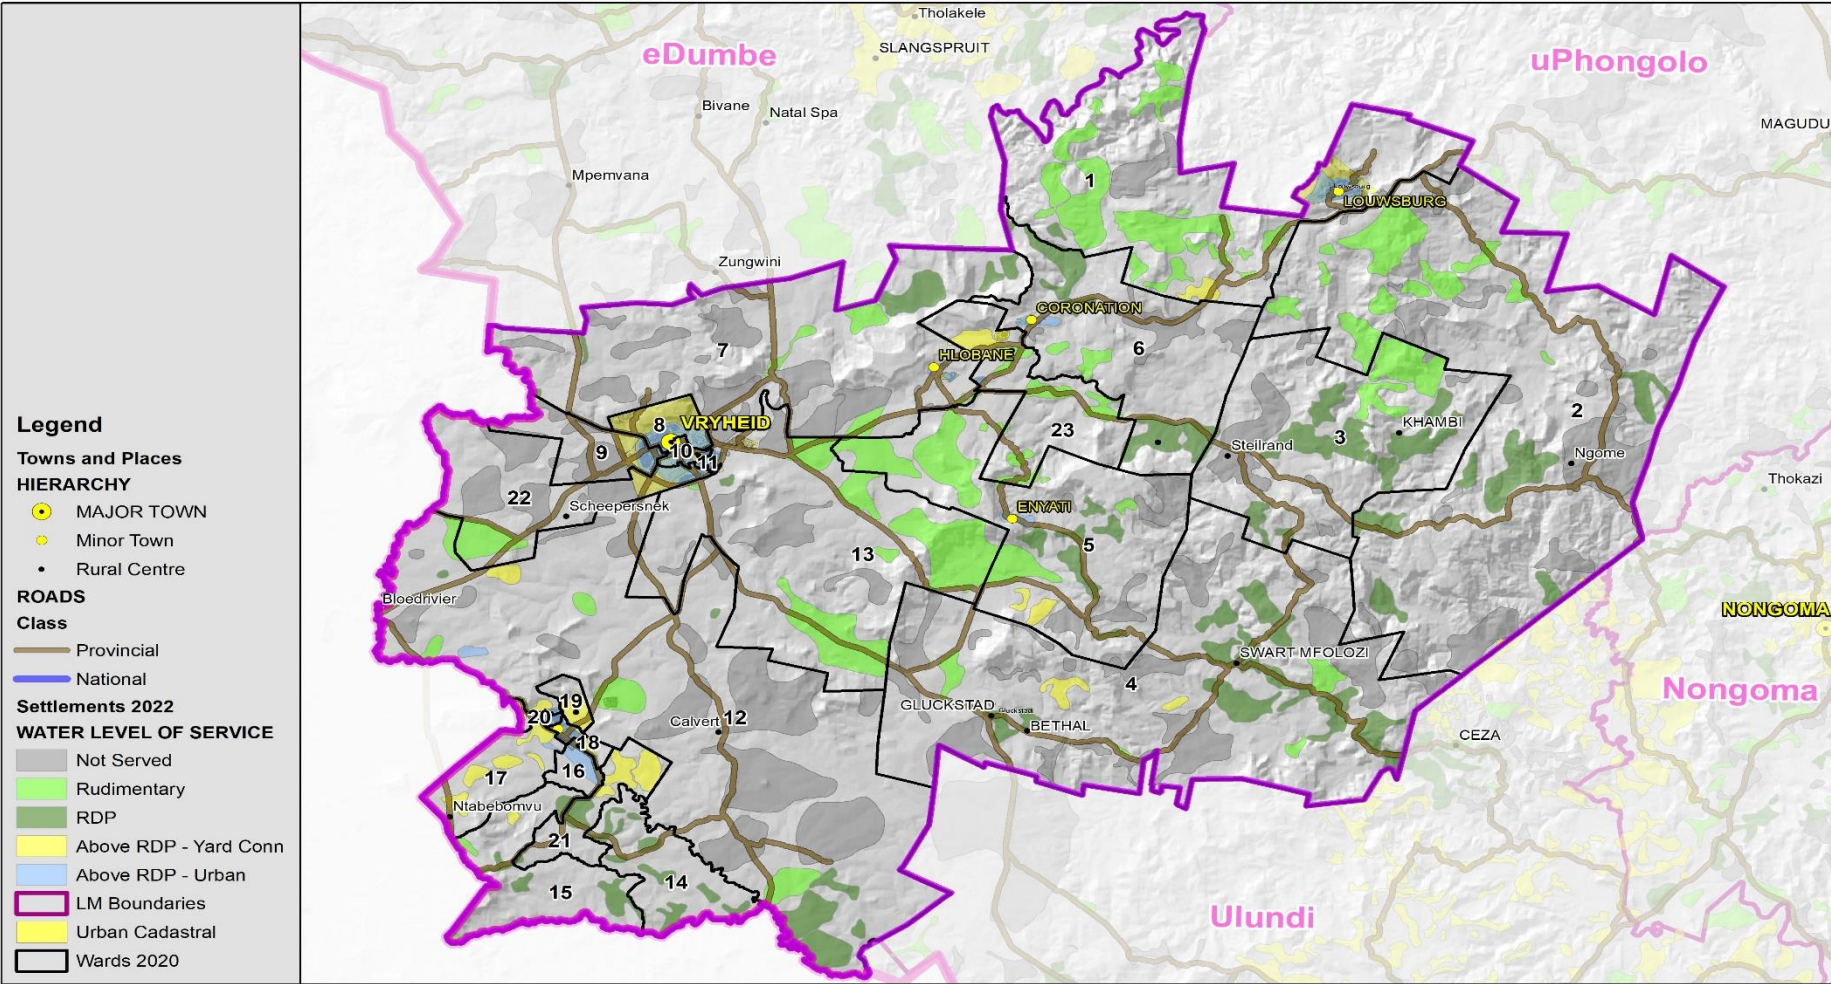 Legend
Towns and Places
HIERARCHY
MAJOR TOWN
Minor Town
Rural Centre
ROADS
Class
Provincial
National
Settlements 2022
WATER LEVEL OF SERVICE
Not Served
Rudimentary
RDP
Above RDP - Yard Conn
Above RDP - Urban
LM Boundaries
Urban Cadastral
Wards 2020
Tholakele
SLANGSPRUIT
eDumbe
uPhongolo
Bivane
Natal Spa
MAGUDU
Mpemvana
1
Louwsburg
LOUWSBURG
Zungwini
CORONATION
7
6
HLOBANE
2
8
VRYHEID
9
10
11
23
3
KHAMBI
Steilrand
Ngome
22
Scheepersnek
Thokazi
ENYATI
13
5
Bloedrivier
NONGOMA
SWART MFOLOZI
4
Nongoma
19
20
18
Calvert
12
GLUCKSTAD
Gluckstadt
BETHAL
CEZA
17
16
Ntabebomvu
21
15
14
Ulundi